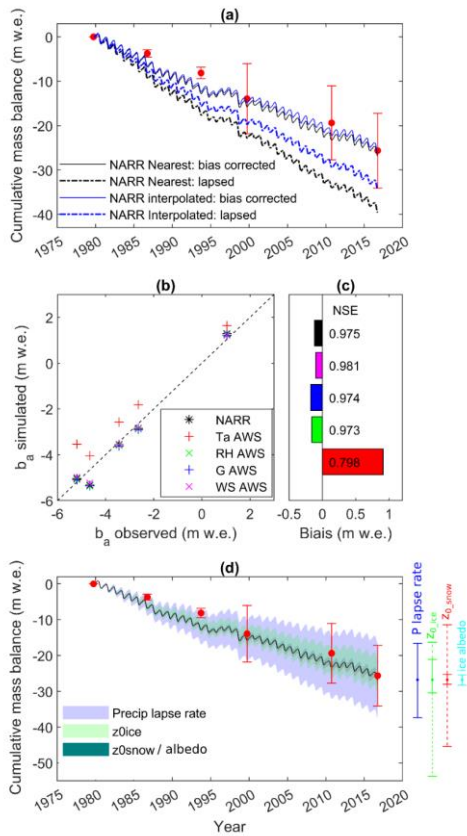 (a)
Cumulative mass balance (m w.e.)
0
-10
-20
-30
-40
NARR Nearest: bias corrected
NARR Nearest: lapsed
NARR interpolated: bias corrected
NARR Interpolated: lapsed
1975
1980
1985
1990
1995
2000
2005
2010
2015
2020
(b)
b_a simulated (m w.e.)
2
0
-2
-4
-6
NARR
Ta AWS
RH AWS
G AWS
WS AWS
-6
-4
-2
0
2
b_a observed (m w.e.)
(c)
NSE
0.975
0.981
0.974
0.973
0.798
-1
0
0.5
1
Biais (m w.e.)
(d)
Cumulative mass balance (m w.e.)
0
-10
-20
-30
-40
-50
Precip lapse rate
z0ice
z0snow / albedo
1975
1980
1985
1990
1995
2000
2005
2010
2015
2020
Year
P lapse rate
z0_ice
z0_snow
ice albedo